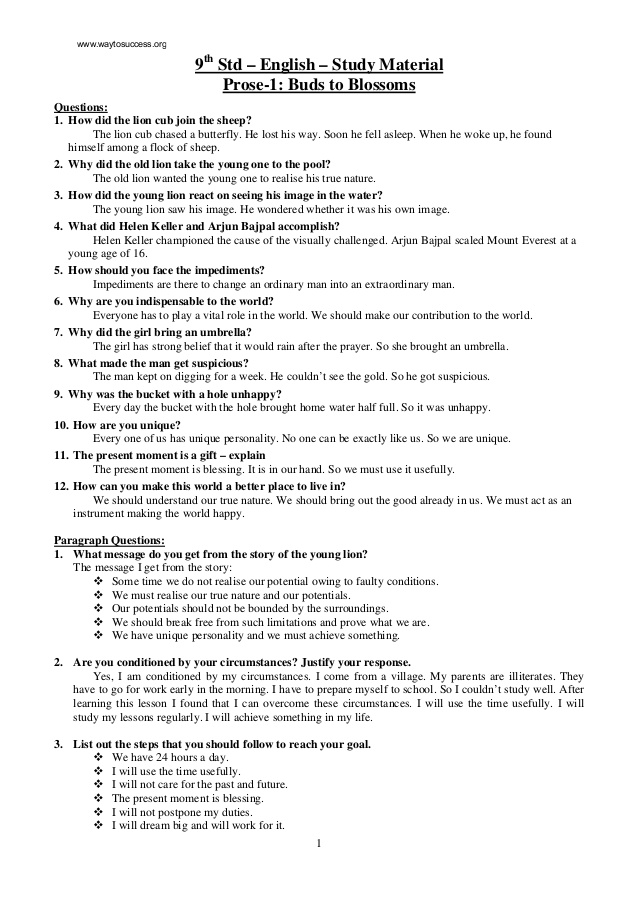 www.waytosuccess.org
9th Std – English – Study Material
Prose-1: Buds to Blossoms
Questions:
1. How did the lion cub join the sheep?
The lion cub chased a butterfly. He lost his way. Soon he fell asleep. When he woke up, he found
himself among a flock of sheep.
2. Why did the old lion take the young one to the pool?
The old lion wanted the young one to realise his true nature.
3. How did the young lion react on seeing his image in the water?
The young lion saw his image. He wondered whether it was his own image.
4. What did Helen Keller and Arjun Bajpal accomplish?
Helen Keller championed the cause of the visually challenged. Arjun Bajpal scaled Mount Everest at a
young age of 16.
5. How should you face the impediments?
Impediments are there to change an ordinary man into an extraordinary man.
6. Why are you indispensable to the world?
Everyone has to play a vital role in the world. We should make our contribution to the world.
7. Why did the girl bring an umbrella?
The girl has strong belief that it would rain after the prayer. So she brought an umbrella.
8. What made the man get suspicious?
The man kept on digging for a week. He couldn't see the gold. So he got suspicious.
9. Why was the bucket with a hole unhappy?
Every day the bucket with the hole brought home water half full. So it was unhappy.
10. How are you unique?
Every one of us has unique personality. No one can be exactly like us. So we are unique.
11. The present moment is a gift – explain
The present moment is blessing. It is in our hand. So we must use it usefully.
12. How can you make this world a better place to live in?
We should understand our true nature. We should bring out the good already in us. We must act as an
instrument making the world happy.
Paragraph Questions:
1. What message do you get from the story of the young lion?
The message I get from the story:
❖ Some time we do not realise our potential owing to faulty conditions.
❖ We must realise our true nature and our potentials.
❖ Our potentials should not be bounded by the surroundings.
❖ We should break free from such limitations and prove what we are.
❖ We have unique personality and we must achieve something.
2. Are you conditioned by your circumstances? Justify your response.
Yes, I am conditioned by my circumstances. I come from a village. My parents are illiterates. They
have to go for work early in the morning. I have to prepare myself to school. So I couldn't study well. After
learning this lesson I found that I can overcome these circumstances. I will use the time usefully. I will
study my lessons regularly. I will achieve something in my life.
3. List out the steps that you should follow to reach your goal.
❖ We have 24 hours a day.
❖ I will use the time usefully.
❖ I will not care for the past and future.
❖ The present moment is blessing.
❖ I will not postpone my duties.
❖ I will dream big and will work for it.
1